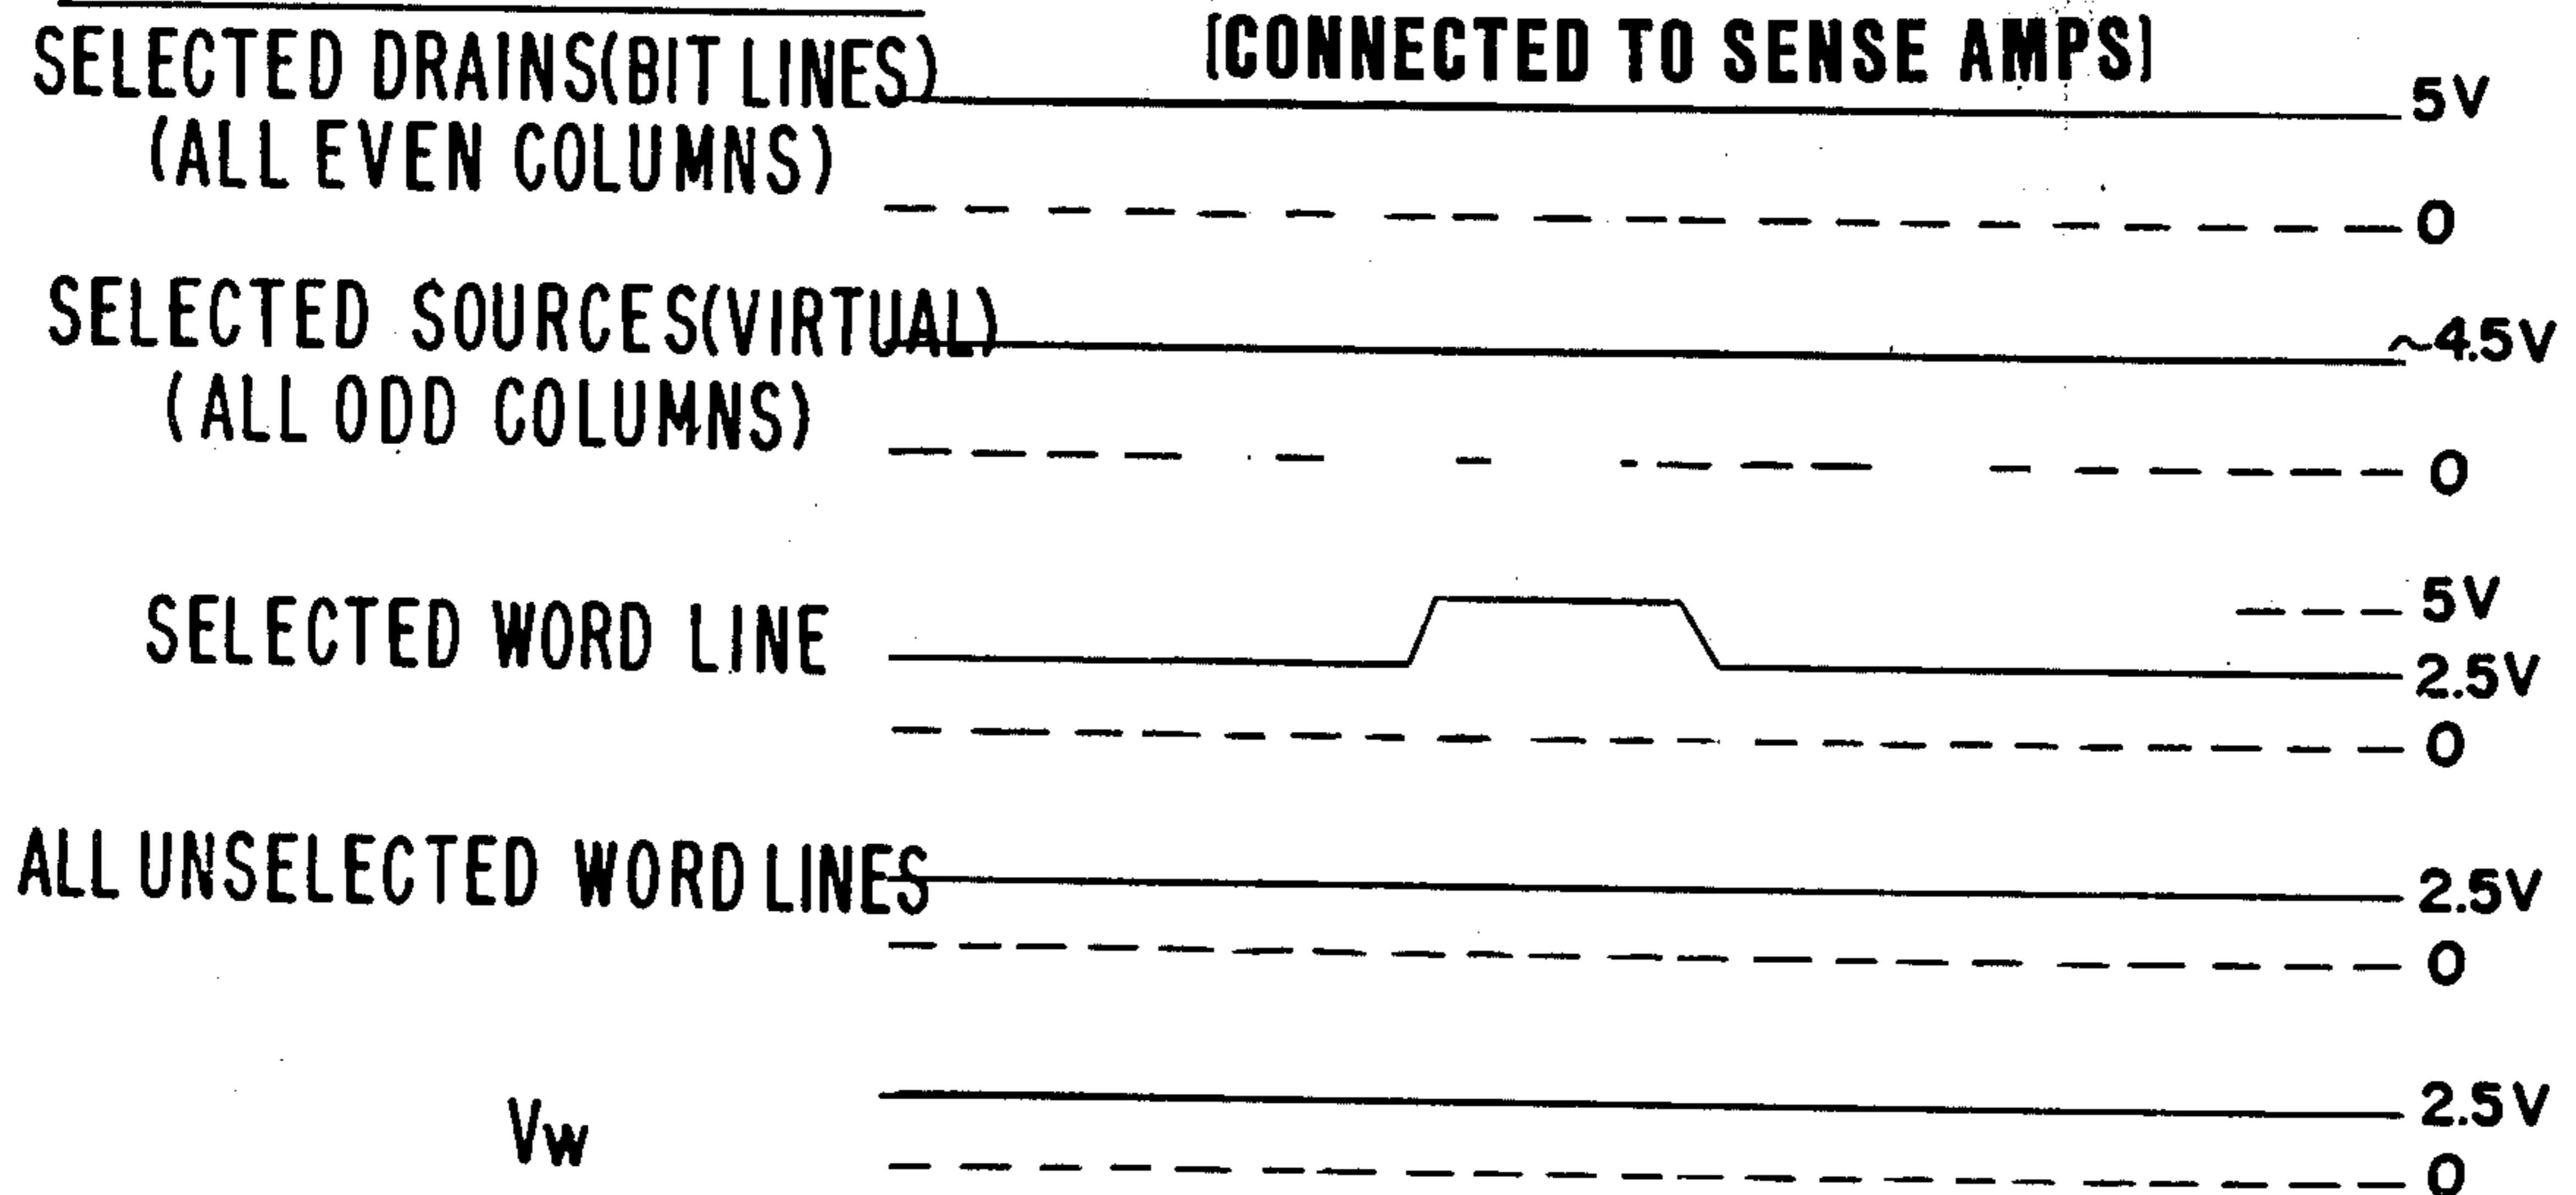 SELECTED DRAINS(BIT LINES)
(ALL EVEN COLUMNS)
[CONNECTED TO SENSE AMPS]
5V
0
SELECTED SOURCES(VIRTUAL)
(ALL ODD COLUMNS)
~4.5V
0
SELECTED WORD LINE
5V
2.5V
0
ALL UNSELECTED WORD LINES
2.5V
0
Vw
2.5V
0